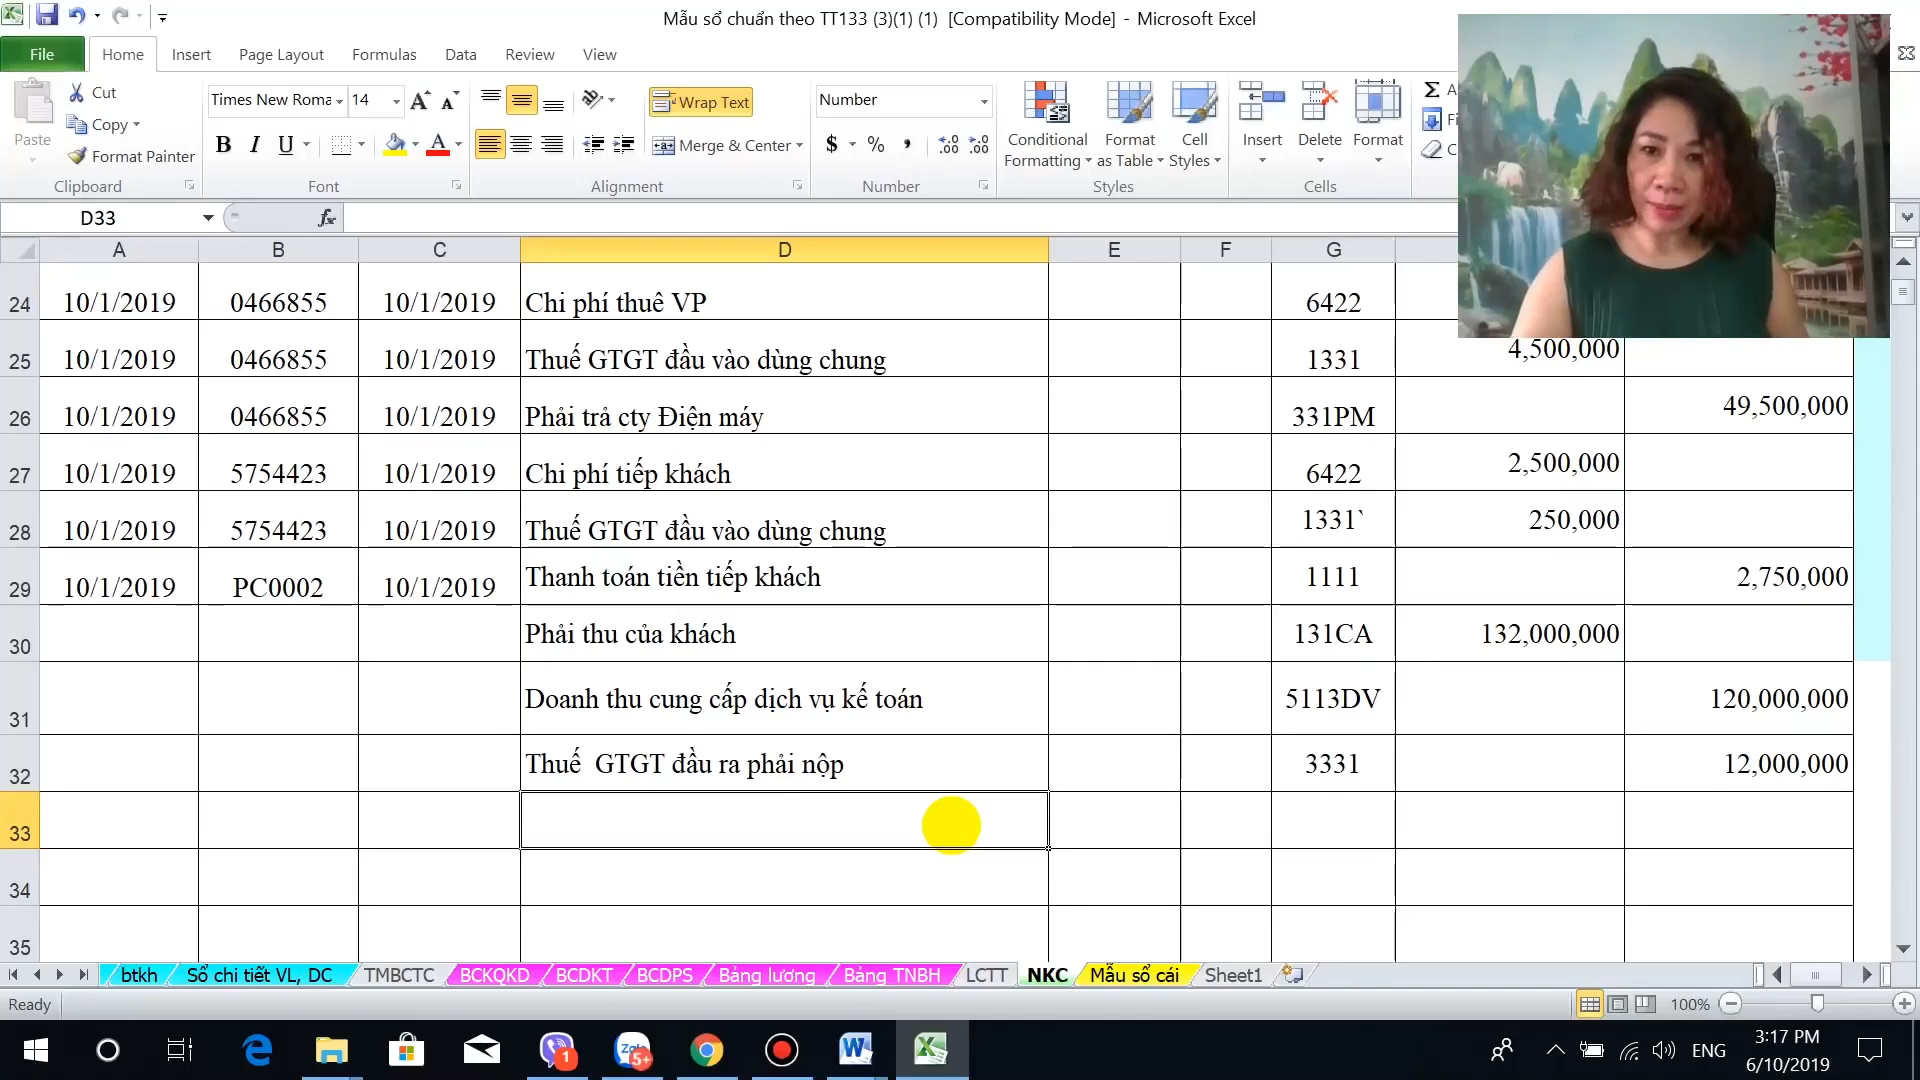 Mẫu sổ chuẩn theo TT133 (3)(1) (1) [Compatibility Mode] - Microsoft Excel
File Home Insert Page Layout Formulas Data Review View
Cut
Copy
Format Painter
Paste
Clipboard
Times New Roma 14
B I U
Font
Wrap Text
Merge & Center
Alignment
Number
$ % ,
Number
Conditional Formatting
Format as Table
Cell Styles
Styles
Insert Delete Format
Cells
D33 fx
A B C D E F G
24 10/1/2019 0466855 10/1/2019 Chi phí thuê VP 6422
25 10/1/2019 0466855 10/1/2019 Thuế GTGT đầu vào dùng chung 1331 4,500,000
26 10/1/2019 0466855 10/1/2019 Phải trả cty Điện máy 331PM 49,500,000
27 10/1/2019 5754423 10/1/2019 Chi phí tiếp khách 6422 2,500,000
28 10/1/2019 5754423 10/1/2019 Thuế GTGT đầu vào dùng chung 1331` 250,000
29 10/1/2019 PC0002 10/1/2019 Thanh toán tiền tiếp khách 1111 2,750,000
30 Phải thu của khách 131CA 132,000,000
31 Doanh thu cung cấp dịch vụ kế toán 5113DV 120,000,000
32 Thuế  GTGT đầu ra phải nộp 3331 12,000,000
33
34
35
btkh Sổ chi tiết VL, DC TMBCTC BCKQKD BCDKT BCDPS Bảng lương Bảng TNBH LCTT NKC Mẫu sổ cái Sheet1
Ready 100%
1 Zalo 5+ ENG 3:17 PM
6/10/2019